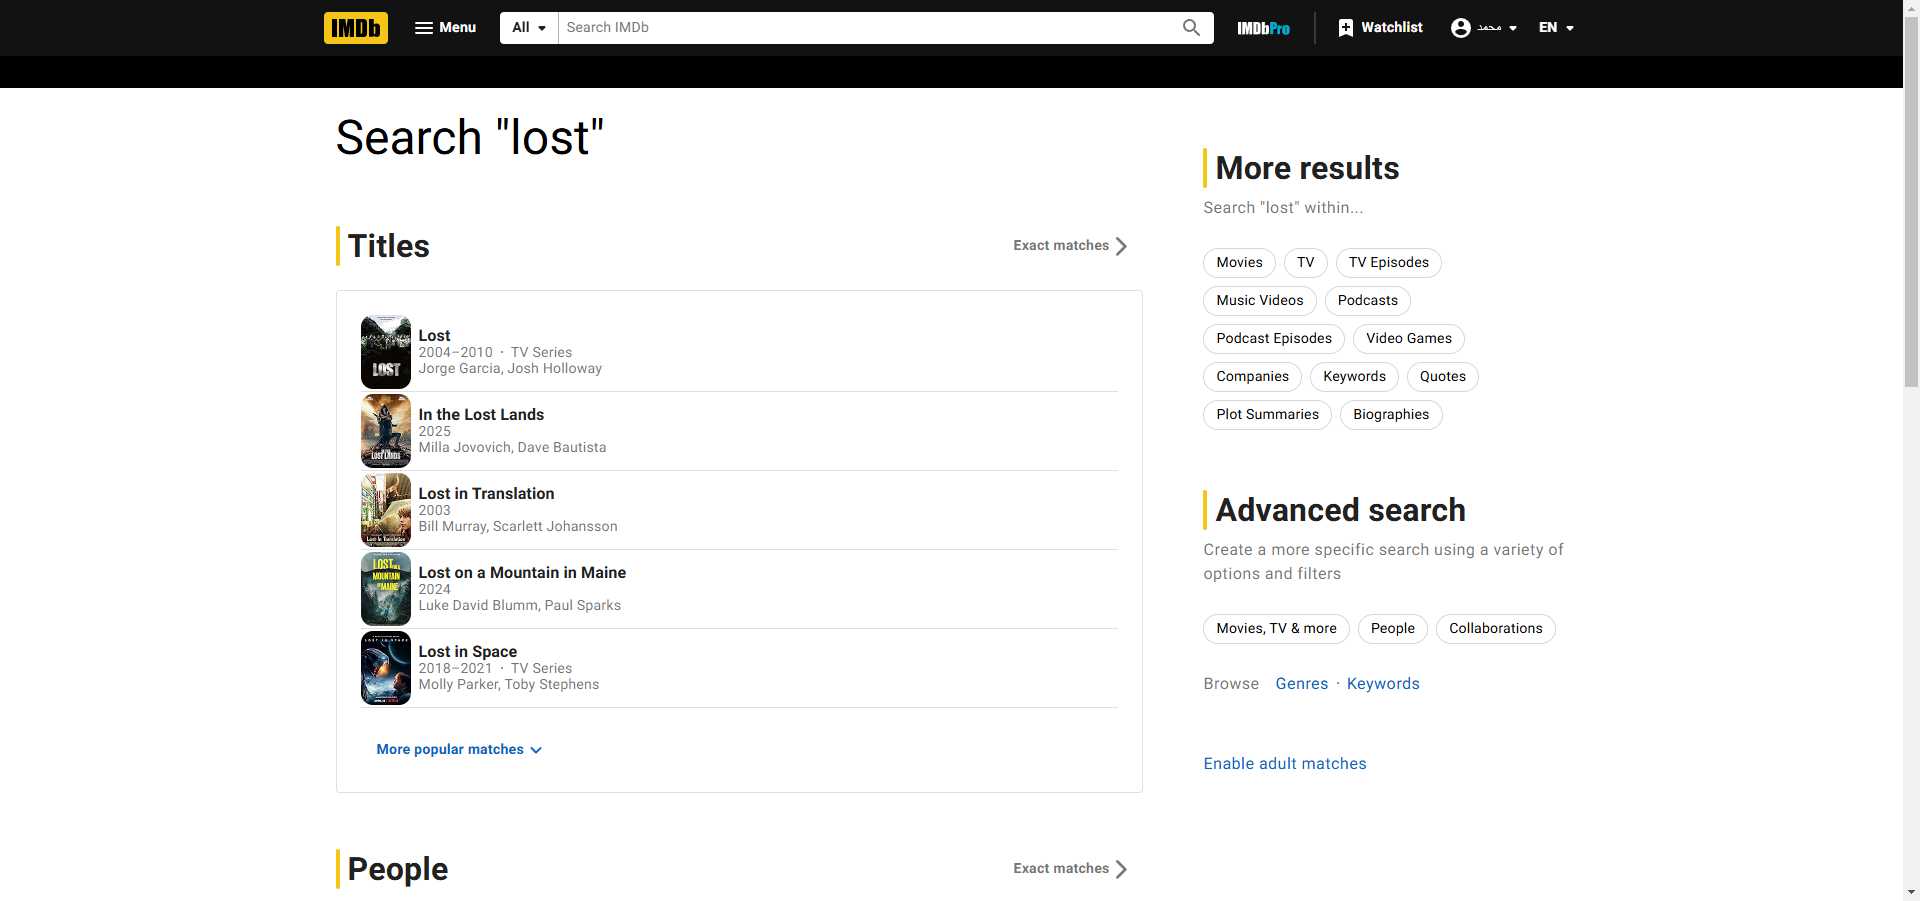 IMDb Menu All Search IMDb IMDbPro Watchlist محمد EN
Search "lost"
Titles
Exact matches
LOST
Lost
2004–2010 · TV Series
Jorge Garcia, Josh Holloway
LOST LANDS
In the Lost Lands
2025
Milla Jovovich, Dave Bautista
Lost In Translation
Lost in Translation
2003
Bill Murray, Scarlett Johansson
LOST ON A
MOUNTAIN
IN MAINE
Lost on a Mountain in Maine
2024
Luke David Blumm, Paul Sparks
LOST IN SPACE
Lost in Space
2018–2021 · TV Series
Molly Parker, Toby Stephens
More popular matches
People
Exact matches
More results
Search "lost" within...
Movies TV TV Episodes
Music Videos Podcasts
Podcast Episodes Video Games
Companies Keywords Quotes
Plot Summaries Biographies
Advanced search
Create a more specific search using a variety of
options and filters
Movies, TV & more People Collaborations
Browse Genres · Keywords
Enable adult matches